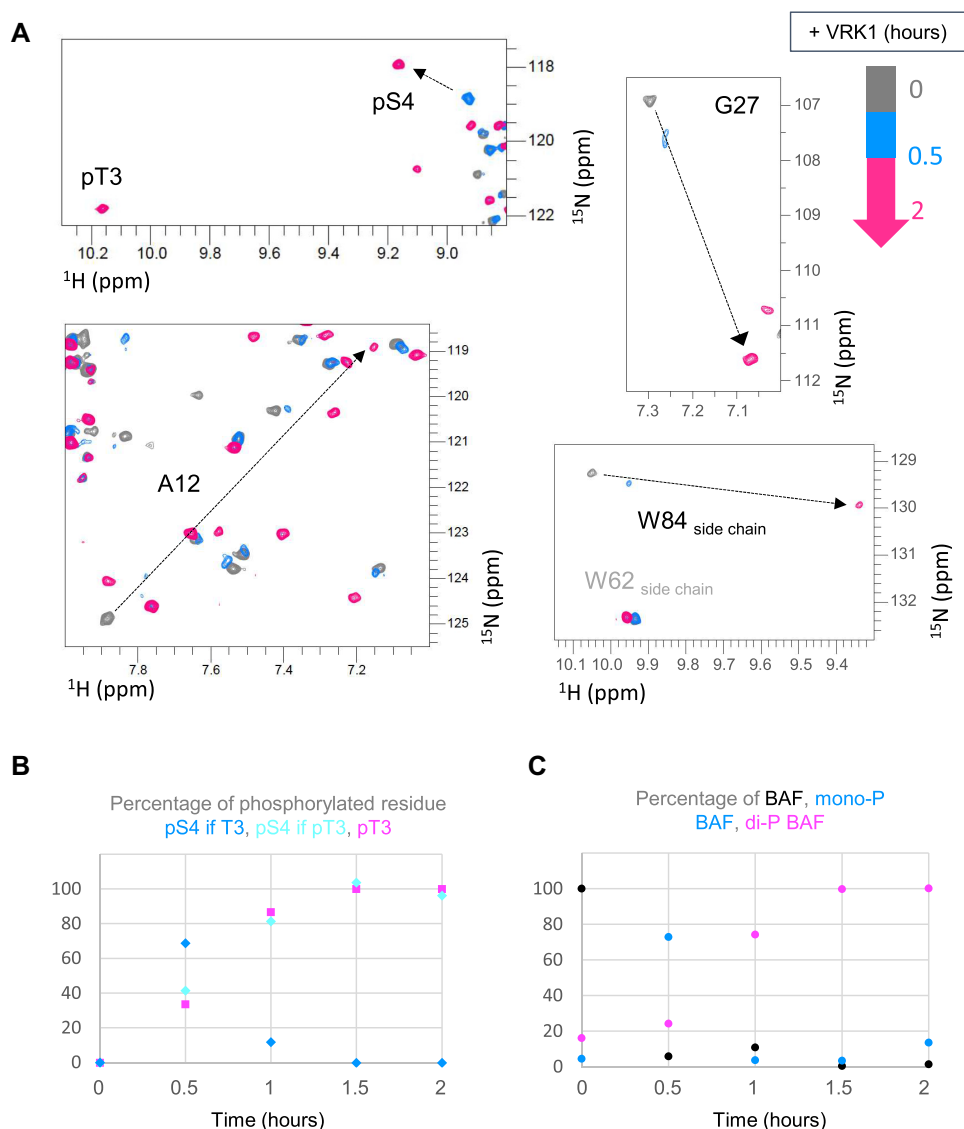 A
+ VRK1 (hours)
0
0.5
2
118
120
122
15N (ppm)
pS4
pT3
10.2 10.0 9.8 9.6 9.4 9.2 9.0
1H (ppm)
G27
107
108
109
110
111
112
15N (ppm)
7.3 7.2 7.1
A12
119
120
121
122
123
124
125
15N (ppm)
7.8 7.6 7.4 7.2
1H (ppm)
W84 side chain
W62 side chain
129
130
131
132
15N (ppm)
10.1 10.0 9.9 9.8 9.7 9.6 9.5 9.4
1H (ppm)
B
Percentage of phosphorylated residue
pS4 if T3, pS4 if pT3, pT3
100
80
60
40
20
0
0 0.5 1 1.5 2
Time (hours)
C
Percentage of BAF, mono-P
BAF, di-P BAF
100
80
60
40
20
0
0 0.5 1 1.5 2
Time (hours)